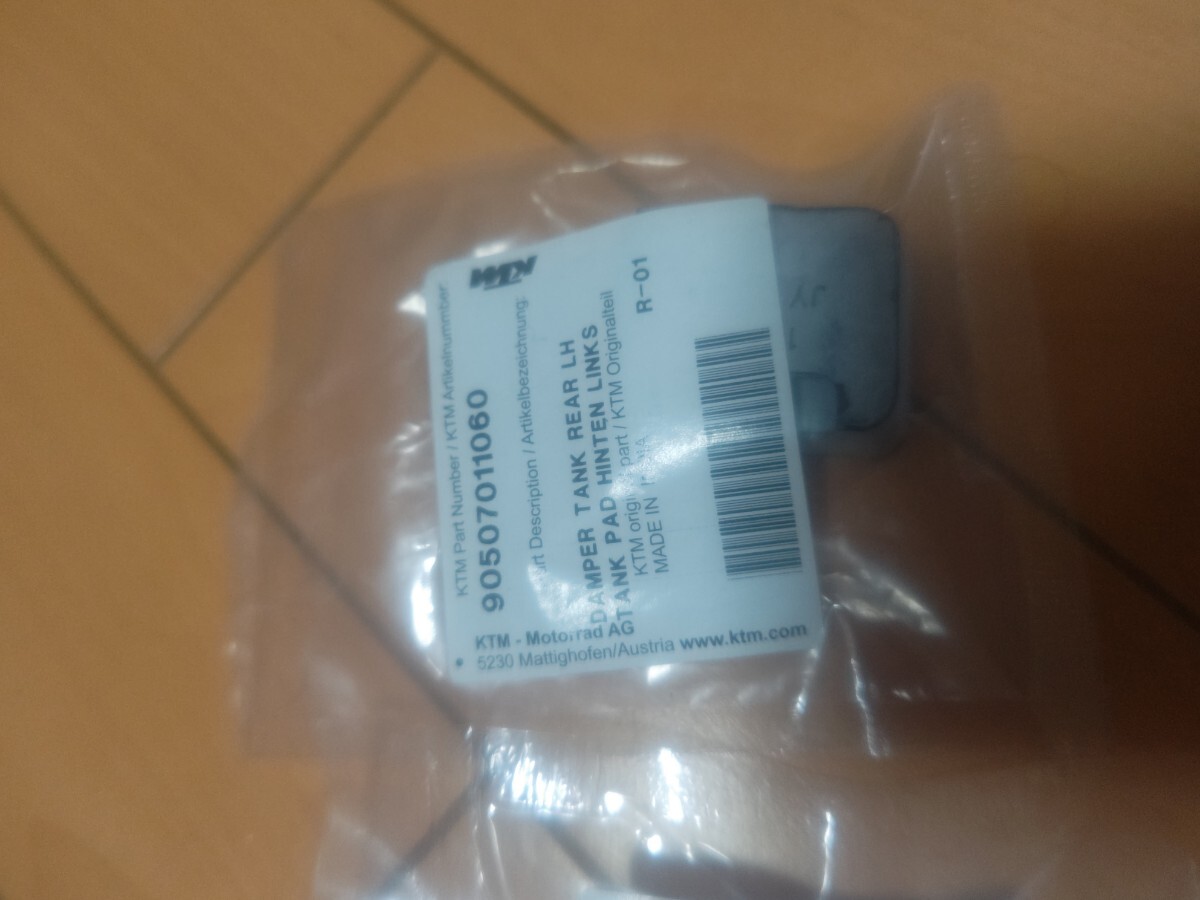 KTM
KTM Part Number / KTM Artikelnummer
90507011060
Part Description / Artikelbezeichnung:
DAMPER TANK REAR LH
TANK PAD HINTEN LINKS
KTM part / KTM Originalteil
MADE IN
R-01
KTM - Motorrad AG
5230 Mattighofen/Austria www.ktm.com
JY